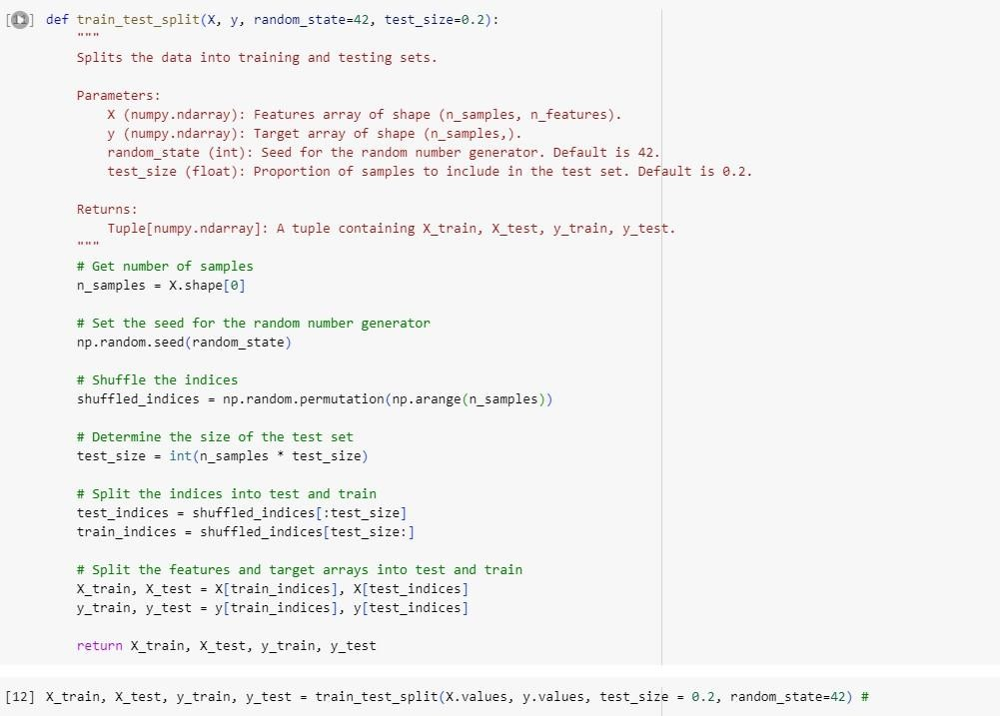 [11] def train_test_split(X, y, random_state=42, test_size=0.2):
"""
Splits the data into training and testing sets.
Parameters:
X (numpy.ndarray): Features array of shape (n_samples, n_features).
y (numpy.ndarray): Target array of shape (n_samples,).
random_state (int): Seed for the random number generator. Default is 42.
test_size (float): Proportion of samples to include in the test set. Default is 0.2.
Returns:
Tuple[numpy.ndarray]: A tuple containing X_train, X_test, y_train, y_test.
"""
# Get number of samples
n_samples = X.shape[0]
# Set the seed for the random number generator
np.random.seed(random_state)
# Shuffle the indices
shuffled_indices = np.random.permutation(np.arange(n_samples))
# Determine the size of the test set
test_size = int(n_samples * test_size)
# Split the indices into test and train
test_indices = shuffled_indices[:test_size]
train_indices = shuffled_indices[test_size:]
# Split the features and target arrays into test and train
X_train, X_test = X[train_indices], X[test_indices]
y_train, y_test = y[train_indices], y[test_indices]
return X_train, X_test, y_train, y_test
[12] X_train, X_test, y_train, y_test = train_test_split(X.values, y.values, test_size = 0.2, random_state=42) #